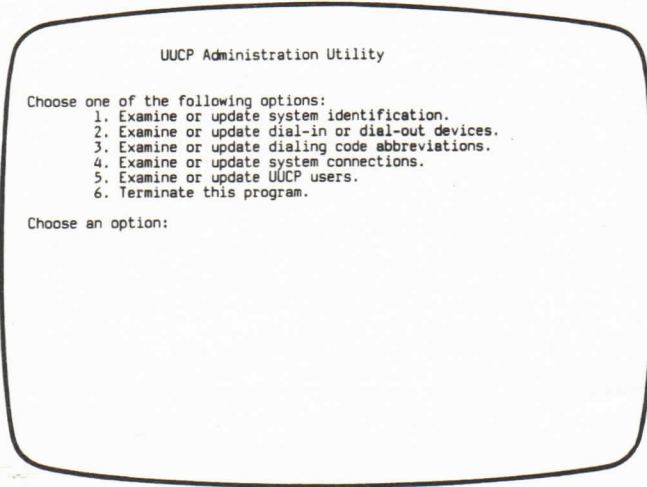 UUCP Administration Utility
Choose one of the following options:
1. Examine or update system identification.
2. Examine or update dial-in or dial-out devices.
3. Examine or update dialing code abbreviations.
4. Examine or update system connections.
5. Examine or update UUCP users.
6. Terminate this program.
Choose an option: